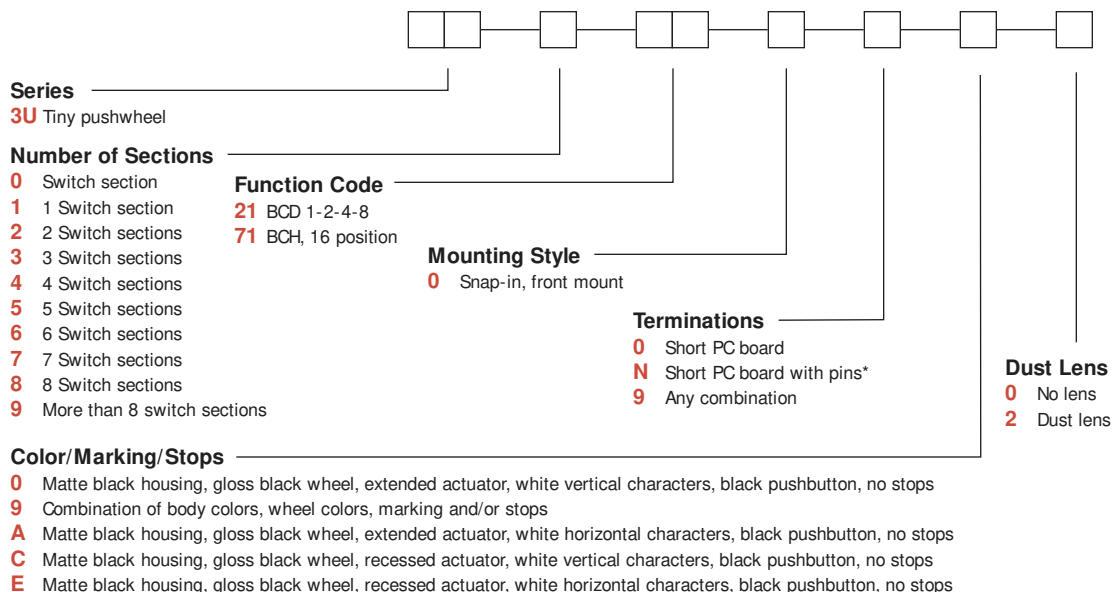 Series
3U Tiny pushwheel
Number of Sections
0 Switch section
1 1 Switch section
2 2 Switch sections
3 3 Switch sections
4 4 Switch sections
5 5 Switch sections
6 6 Switch sections
7 7 Switch sections
8 8 Switch sections
9 More than 8 switch sections
Function Code
21 BCD 1-2-4-8
71 BCH, 16 position
Mounting Style
0 Snap-in, front mount
Terminations
0 Short PC board
N Short PC board with pins*
9 Any combination
Dust Lens
0 No lens
2 Dust lens
Color/Marking/Stops
0 Matte black housing, gloss black wheel, extended actuator, white vertical characters, black pushbutton, no stops
9 Combination of body colors, wheel colors, marking and/or stops
A Matte black housing, gloss black wheel, extended actuator, white horizontal characters, black pushbutton, no stops
C Matte black housing, gloss black wheel, recessed actuator, white vertical characters, black pushbutton, no stops
E Matte black housing, gloss black wheel, recessed actuator, white horizontal characters, black pushbutton, no stops